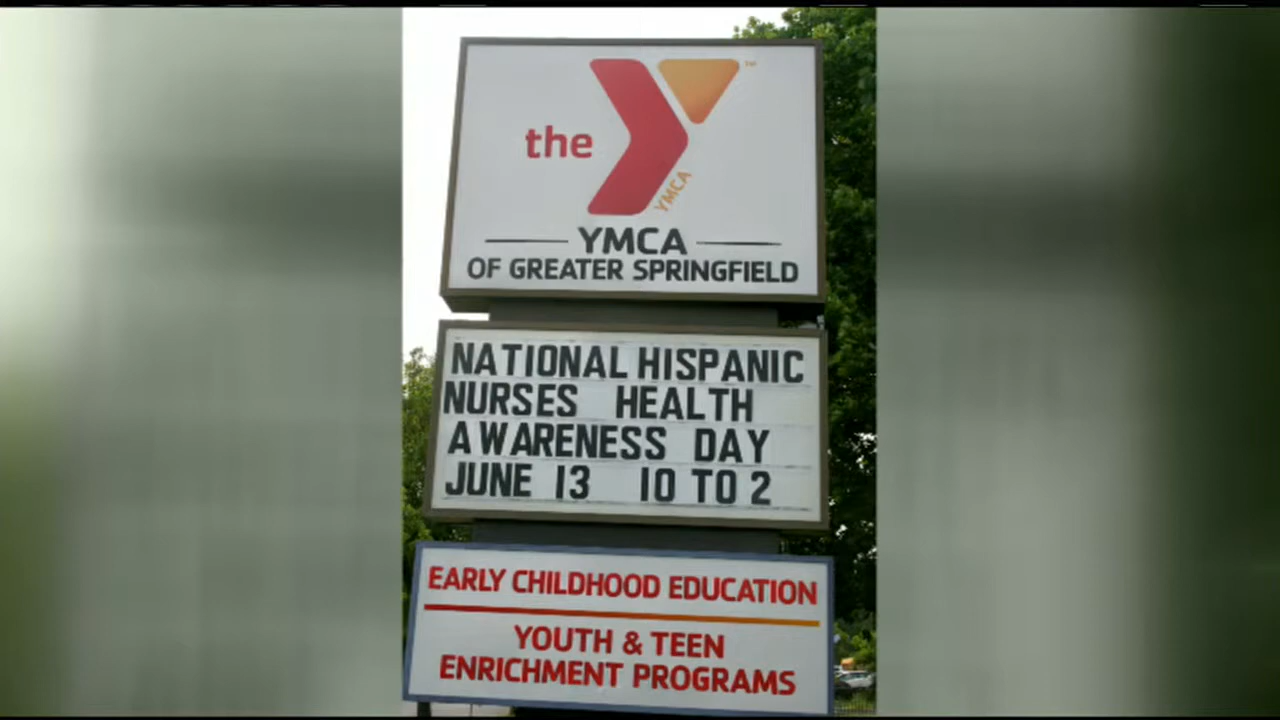 the
YMCA
™
YMCA
OF GREATER SPRINGFIELD
NATIONAL HISPANIC
NURSES HEALTH
AWARENESS DAY
JUNE 13 10 TO 2
EARLY CHILDHOOD EDUCATION
YOUTH & TEEN
ENRICHMENT PROGRAMS